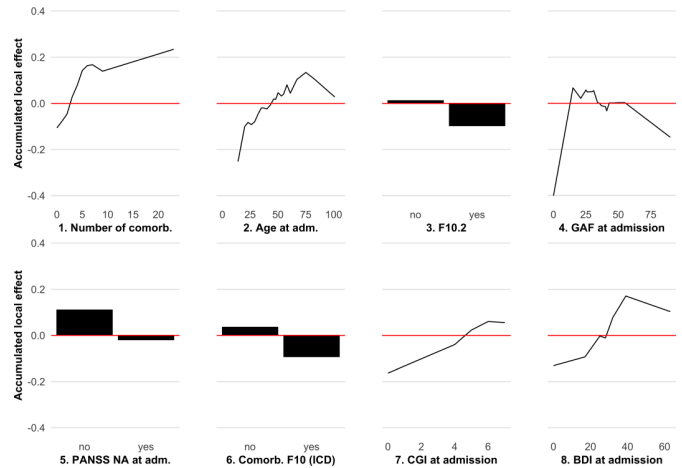 0.4
0.2
0.0
-0.2
-0.4
Accumulated local effect
0 5 10 15 20
1. Number of comorb.
0 25 50 75 100
2. Age at adm.
no yes
3. F10.2
0 25 50 75
4. GAF at admission
0.4
0.2
0.0
-0.2
-0.4
Accumulated local effect
no yes
5. PANSS NA at adm.
no yes
6. Comorb. F10 (ICD)
0 2 4 6
7. CGI at admission
0 20 40 60
8. BDI at admission